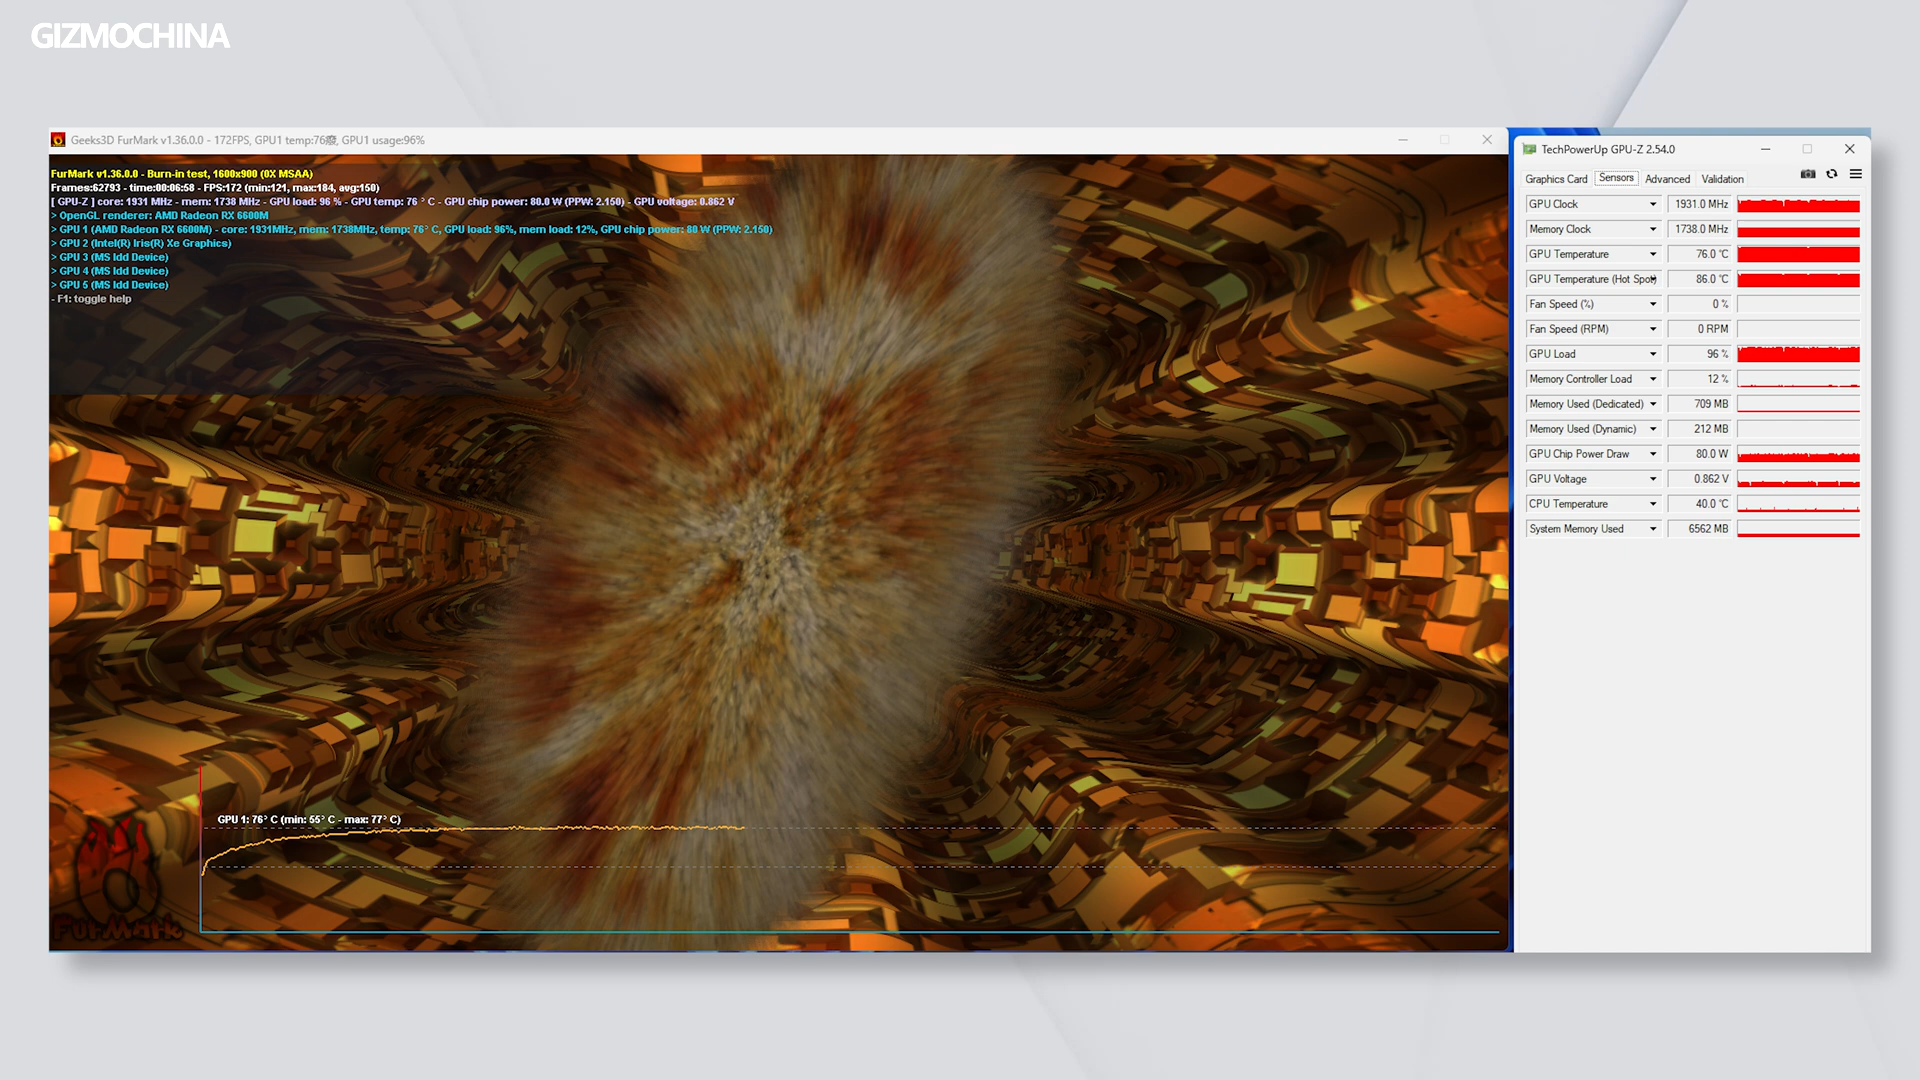 GIZMOCHINA
Geeks3D FurMark v1.36.0.0 - 172FPS, GPU1 temp:76癈, GPU1 usage:96%
FurMark v1.36.0.0 - Burn-in test, 1600x900 (0X MSAA)
Frames:62793 - time:00:06:58 - FPS:172 (min:121, max:184, avg:150)
[ GPU-Z ] core: 1931 MHz - mem: 1738 MHz - GPU load: 96 % - GPU temp: 76 ° C - GPU chip power: 80.0 W (PPW: 2.150) - GPU voltage: 0.862 V
> OpenGL renderer: AMD Radeon RX 6600M
> GPU 1 (AMD Radeon RX 6600M) - core: 1931MHz, mem: 1738MHz, temp: 76° C, GPU load: 96%, mem load: 12%, GPU chip power: 80 W (PPW: 2.150)
> GPU 2 (Intel(R) Iris(R) Xe Graphics)
> GPU 3 (MS Idd Device)
> GPU 4 (MS Idd Device)
> GPU 5 (MS Idd Device)
- F1: toggle help
GPU 1: 76° C (min: 55° C - max: 77° C)
FurMark
TechPowerUp GPU-Z 2.54.0
Graphics Card Sensors Advanced Validation
GPU Clock 1931.0 MHz
Memory Clock 1738.0 MHz
GPU Temperature 76.0 °C
GPU Temperature (Hot Spot) 86.0 °C
Fan Speed (%) 0 %
Fan Speed (RPM) 0 RPM
GPU Load 96 %
Memory Controller Load 12 %
Memory Used (Dedicated) 709 MB
Memory Used (Dynamic) 212 MB
GPU Chip Power Draw 80.0 W
GPU Voltage 0.862 V
CPU Temperature 40.0 °C
System Memory Used 6562 MB